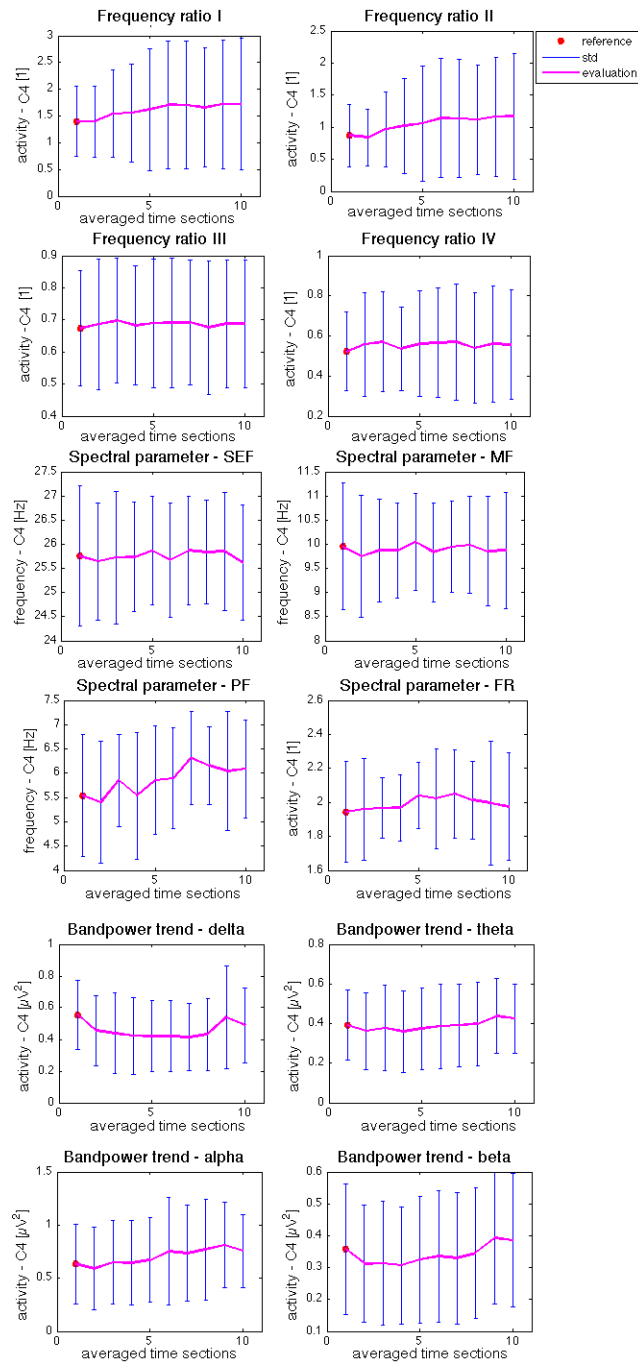 Frequency ratio I
Frequency ratio II
reference
std
evaluation
3
2.5
2
1.5
1
0.5
0
activity - C4 [1]
0
5
10
averaged time sections
2.5
2
1.5
1
0.5
0
activity - C4 [1]
0
5
10
averaged time sections
Frequency ratio III
Frequency ratio IV
0.9
0.8
0.7
0.6
0.5
0.4
activity - C4 [1]
0
5
10
averaged time sections
1
0.8
0.6
0.4
0.2
activity - C4 [1]
0
5
10
averaged time sections
Spectral parameter - SEF
Spectral parameter - MF
27.5
27
26.5
26
25.5
25
24.5
24
frequency - C4 [Hz]
0
5
10
averaged time sections
11.5
11
10.5
10
9.5
9
8.5
8
frequency - C4 [Hz]
0
5
10
averaged time sections
Spectral parameter - PF
Spectral parameter - FR
7.5
7
6.5
6
5.5
5
4.5
4
frequency - C4 [Hz]
0
5
10
averaged time sections
2.6
2.4
2.2
2
1.8
1.6
activity - C4 [1]
0
5
10
averaged time sections
Bandpower trend - delta
Bandpower trend - theta
1
0.8
0.6
0.4
0.2
0
activity - C4 [µV²]
0
5
10
averaged time sections
0.8
0.6
0.4
0.2
0
activity - C4 [µV²]
0
5
10
averaged time sections
Bandpower trend - alpha
Bandpower trend - beta
1.5
1
0.5
0
activity - C4 [µV²]
0
5
10
averaged time sections
0.6
0.5
0.4
0.3
0.2
0.1
activity - C4 [µV²]
0
5
10
averaged time sections